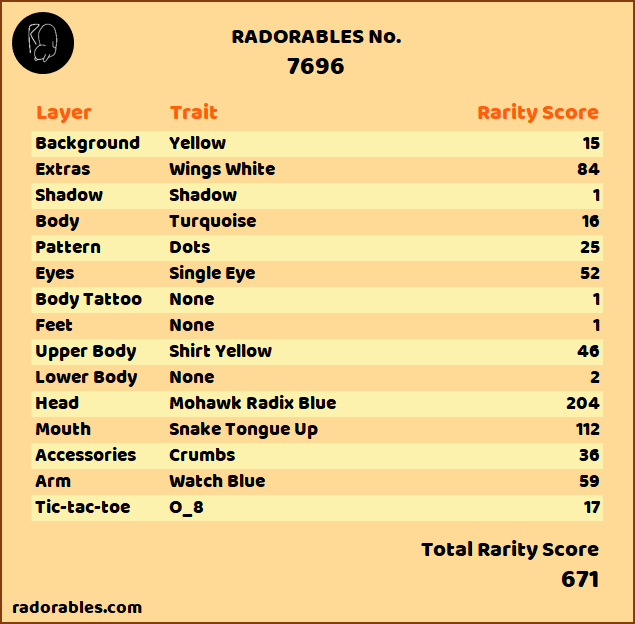 RADORABLES No.
7696
Layer Trait Rarity Score
Background Yellow 15
Extras Wings White 84
Shadow Shadow 1
Body Turquoise 16
Pattern Dots 25
Eyes Single Eye 52
Body Tattoo None 1
Feet None 1
Upper Body Shirt Yellow 46
Lower Body None 2
Head Mohawk Radix Blue 204
Mouth Snake Tongue Up 112
Accessories Crumbs 36
Arm Watch Blue 59
Tic-tac-toe O_8 17
Total Rarity Score
671
radorables.com